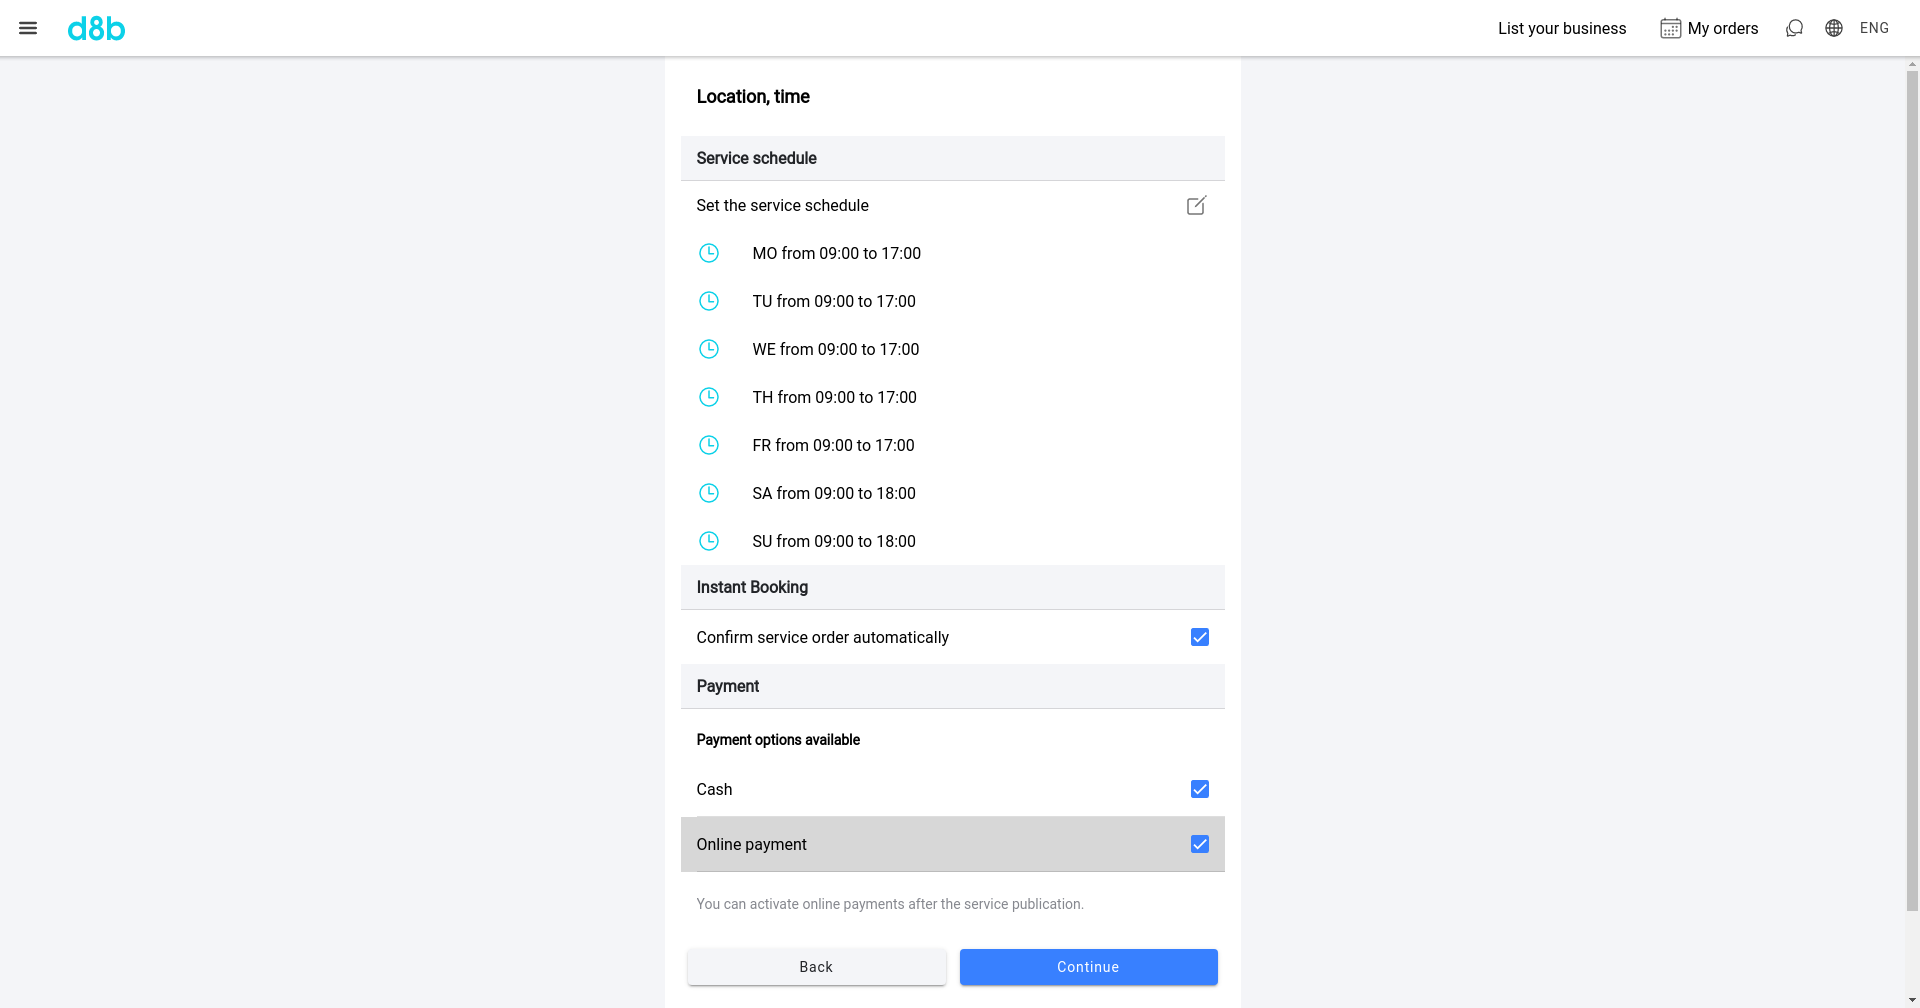 d8b
List your business
My orders
ENG
Location, time
Service schedule
Set the service schedule
MO from 09:00 to 17:00
TU from 09:00 to 17:00
WE from 09:00 to 17:00
TH from 09:00 to 17:00
FR from 09:00 to 17:00
SA from 09:00 to 18:00
SU from 09:00 to 18:00
Instant Booking
Confirm service order automatically
Payment
Payment options available
Cash
Online payment
You can activate online payments after the service publication.
Back
Continue